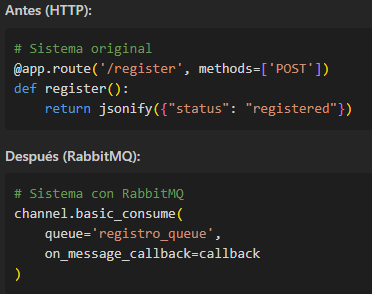 Antes (HTTP):
# Sistema original
@app.route('/register', methods=['POST'])
def register():
    return jsonify({"status": "registered"})
Después (RabbitMQ):
# Sistema con RabbitMQ
channel.basic_consume(
    queue='registro_queue',
    on_message_callback=callback
)